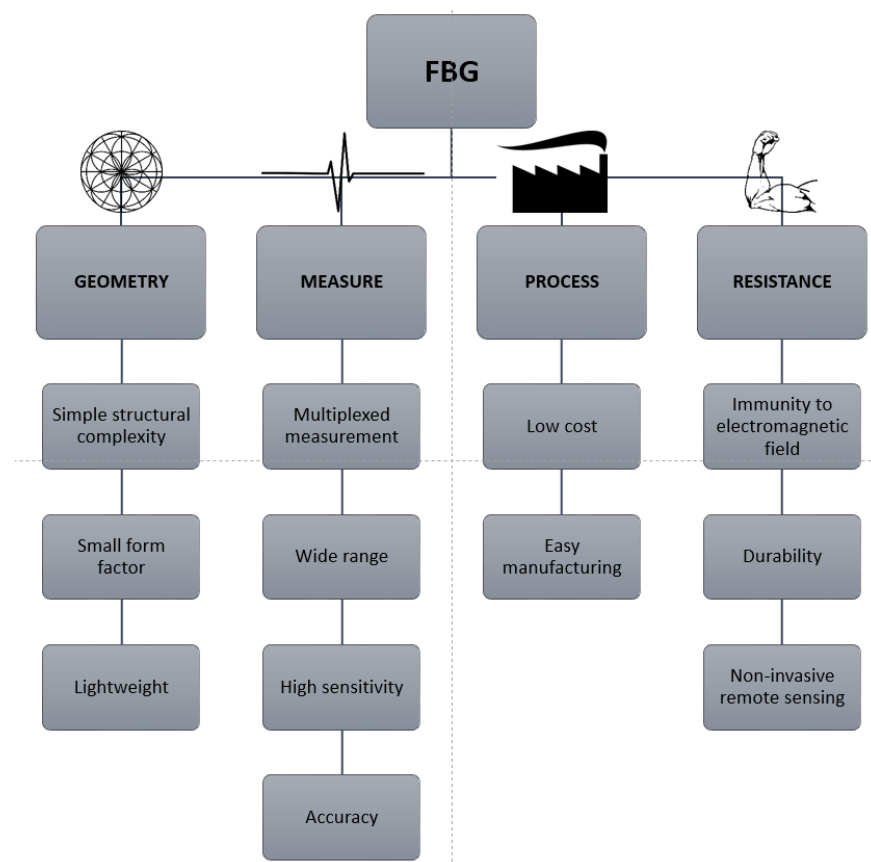 FBG
GEOMETRY
MEASURE
PROCESS
RESISTANCE
Simple structural
complexity
Multiplexed
measurement
Low cost
Immunity to
electromagnetic
field
Small form
factor
Wide range
Easy
manufacturing
Durability
Lightweight
High sensitivity
Non-invasive
remote sensing
Accuracy